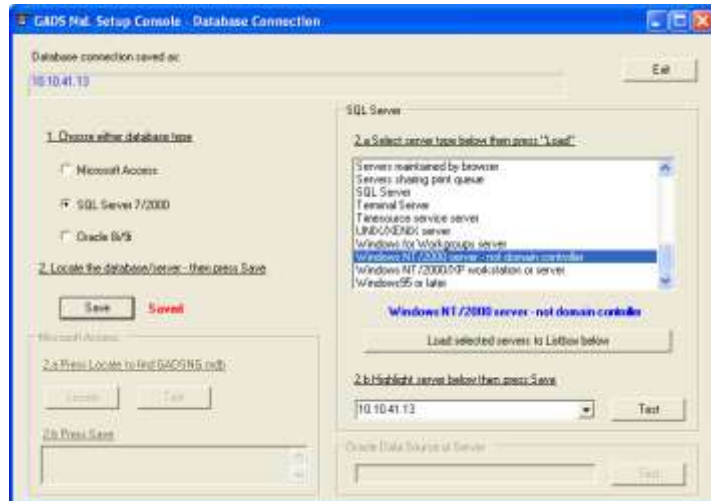 GADS NxL Setup Console - Database Connection
Database connection saved as:
10.10.41.13
Exit
1. Choose either database type
Microsoft Access
SQL Server 7/2000
Oracle 8i/9i
2. Locate the database/server - then press Save
Save
Saved
Microsoft Access
2.a Press Locate to find GADSNG.mdb
Locate
Test
2.b Press Save
SQL Server
2.a Select server type below then press "Load"
Servers maintained by browser
Servers sharing print queue
SQL Server
Terminal Server
Timesource service server
UNIX/XENIX server
Windows for Workgroups server
Windows NT/2000 server - not domain controller
Windows NT/2000/XP workstation or server
Windows95 or later
Windows NT/2000 server - not domain controller
Load selected servers to Listbox below
2.b Highlight server below then press Save
10.10.41.13
Test
Oracle Data Source or Server
Test